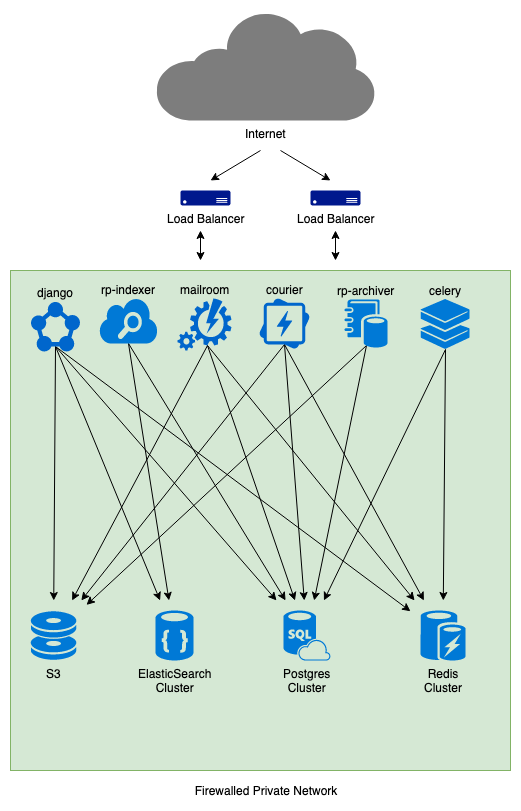 Internet
Load Balancer
Load Balancer
django
rp-indexer
mailroom
courier
rp-archiver
celery
S3
{ }
ElasticSearch
Cluster
SQL
Postgres
Cluster
Redis
Cluster
Firewalled Private Network